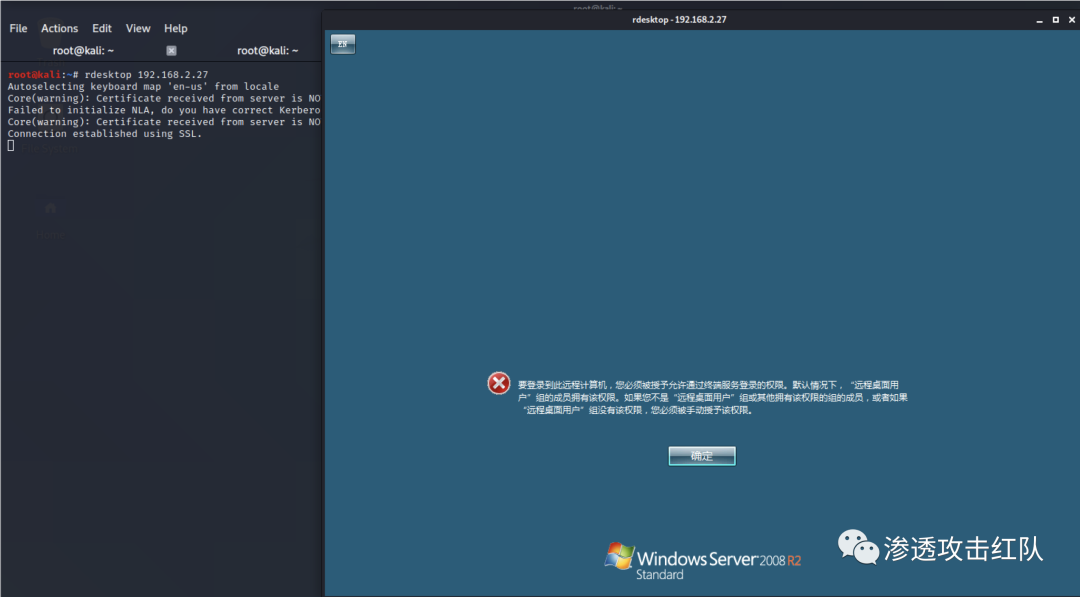 root@kali: ~
rdesktop - 192.168.2.27
File Actions Edit View Help
root@kali: ~ root@kali: ~
EN
root@kali:~# rdesktop 192.168.2.27
Autoselecting keyboard map 'en-us' from locale
Core(warning): Certificate received from server is NO
Failed to initialize NLA, do you have correct Kerbero
Core(warning): Certificate received from server is NO
Connection established using SSL.
要登录到此远程计算机，您必须被授予允许通过终端服务登录的权限。默认情况下，“远程桌面用
户”组的成员拥有该权限。如果您不是“远程桌面用户”组或其他拥有该权限的组的成员，或者如果
“远程桌面用户”组没有该权限，您必须被手动授予该权限。
确定
Windows Server 2008 R2
Standard
渗透攻击红队